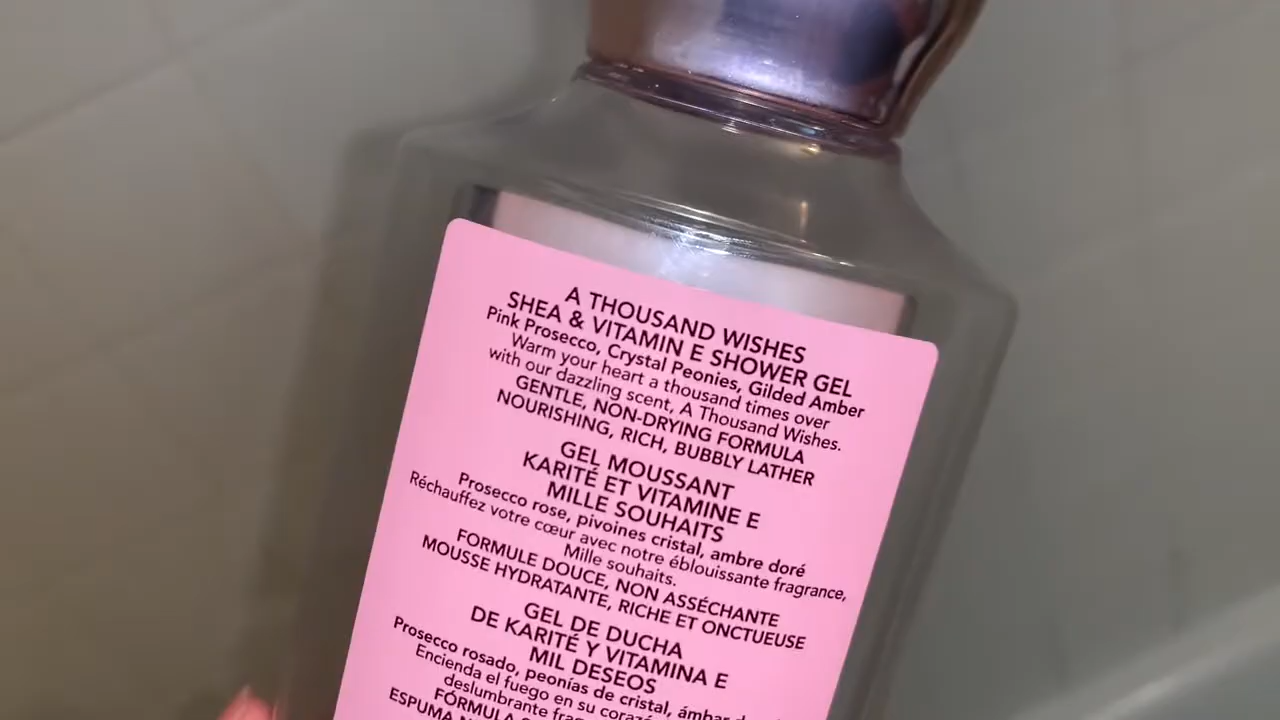 A THOUSAND WISHES
SHEA & VITAMIN E SHOWER GEL
Pink Prosecco, Crystal Peonies, Gilded Amber
Warm your heart a thousand times over
with our dazzling scent, A Thousand Wishes.
GENTLE, NON-DRYING FORMULA
NOURISHING, RICH, BUBBLY LATHER
GEL MOUSSANT
KARITÉ ET VITAMINE E
MILLE SOUHAITS
Prosecco rose, pivoines cristal, ambre doré
Réchauffez votre cœur avec notre éblouissante fragrance,
Mille souhaits.
FORMULE DOUCE, NON ASSÉCHANTE
MOUSSE HYDRATANTE, RICHE ET ONCTUEUSE
GEL DE DUCHA
DE KARITÉ Y VITAMINA E
MIL DESEOS
Prosecco rosado, peonías de cristal,
Encienda el fuego en su
deslumbrante
FÓRMULA
ESPUMA